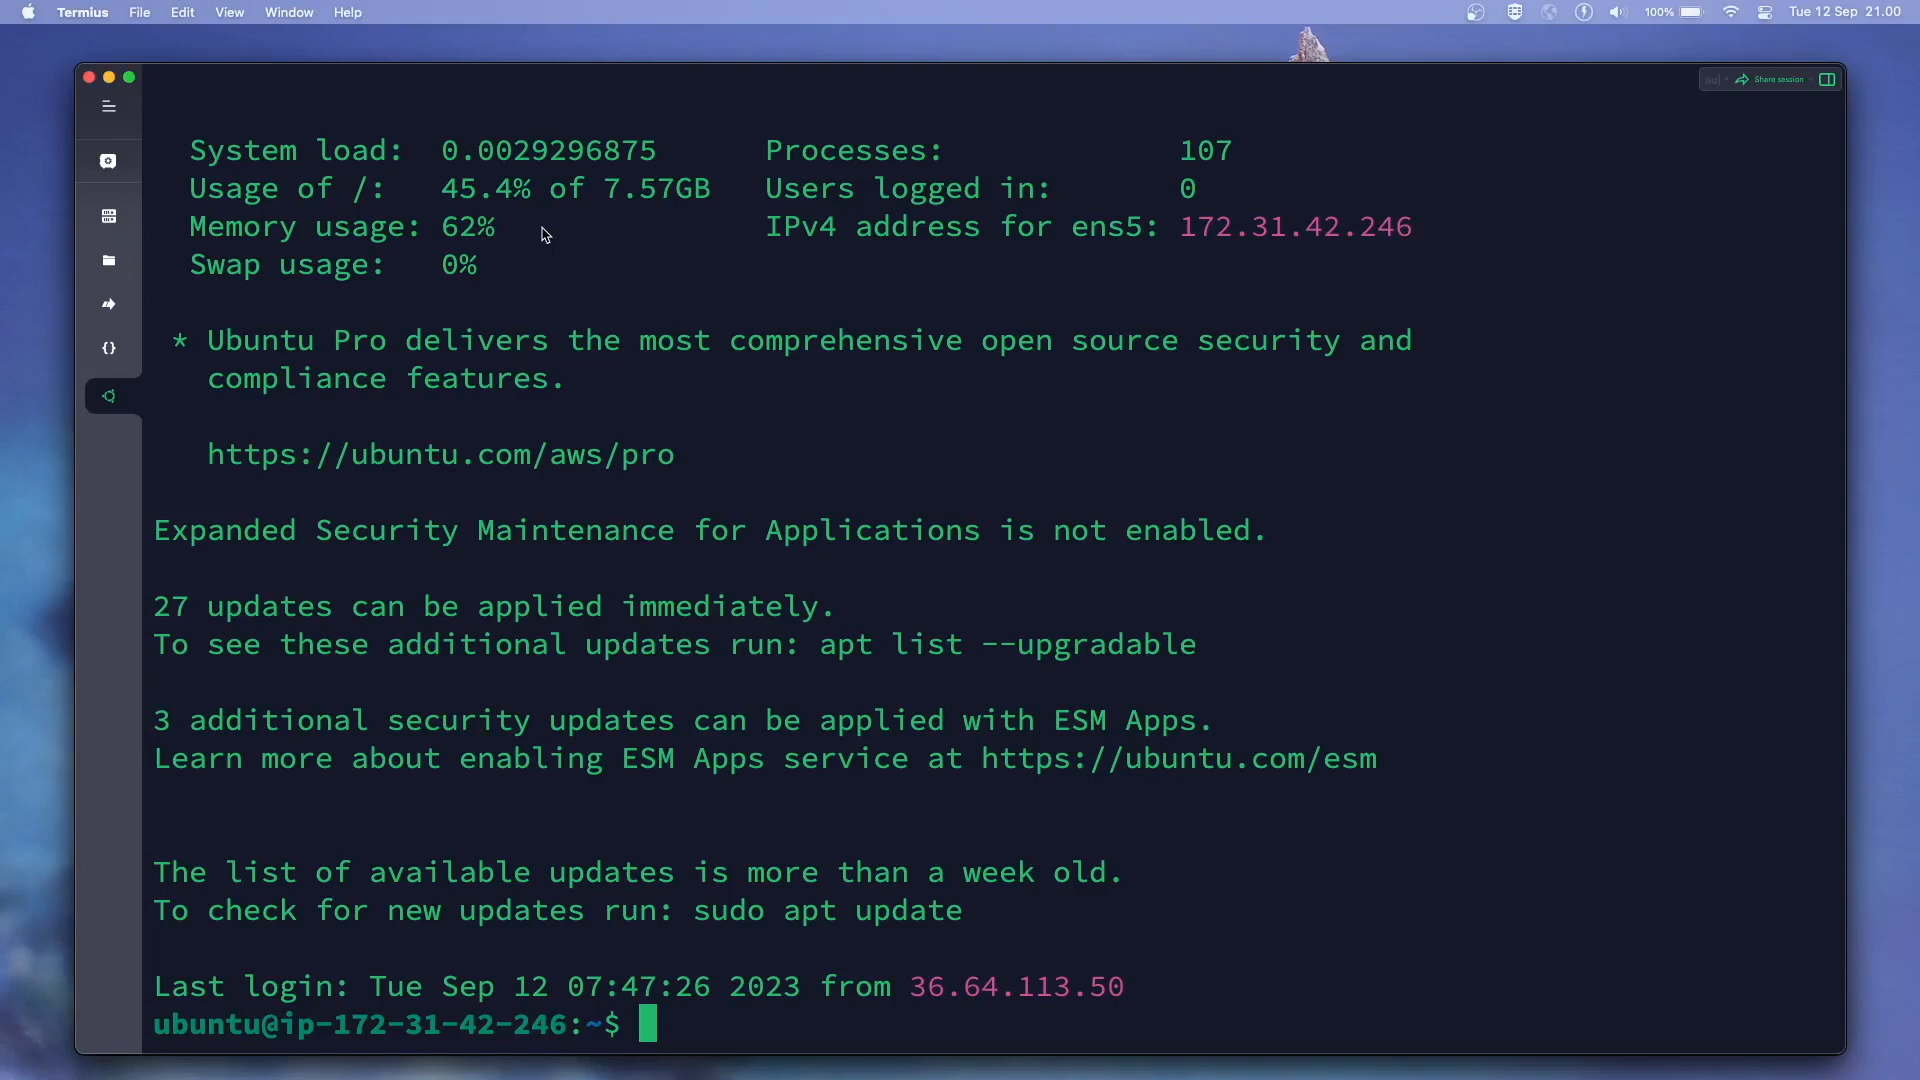 Termius File Edit View Window Help 100% Tue 12 Sep 21.00
Share session
System load: 0.0029296875 Processes: 107
Usage of /: 45.4% of 7.57GB Users logged in: 0
Memory usage: 62% IPv4 address for ens5: 172.31.42.246
Swap usage: 0%
* Ubuntu Pro delivers the most comprehensive open source security and
compliance features.
https://ubuntu.com/aws/pro
Expanded Security Maintenance for Applications is not enabled.
27 updates can be applied immediately.
To see these additional updates run: apt list --upgradable
3 additional security updates can be applied with ESM Apps.
Learn more about enabling ESM Apps service at https://ubuntu.com/esm
The list of available updates is more than a week old.
To check for new updates run: sudo apt update
Last login: Tue Sep 12 07:47:26 2023 from 36.64.113.50
ubuntu@ip-172-31-42-246:~$